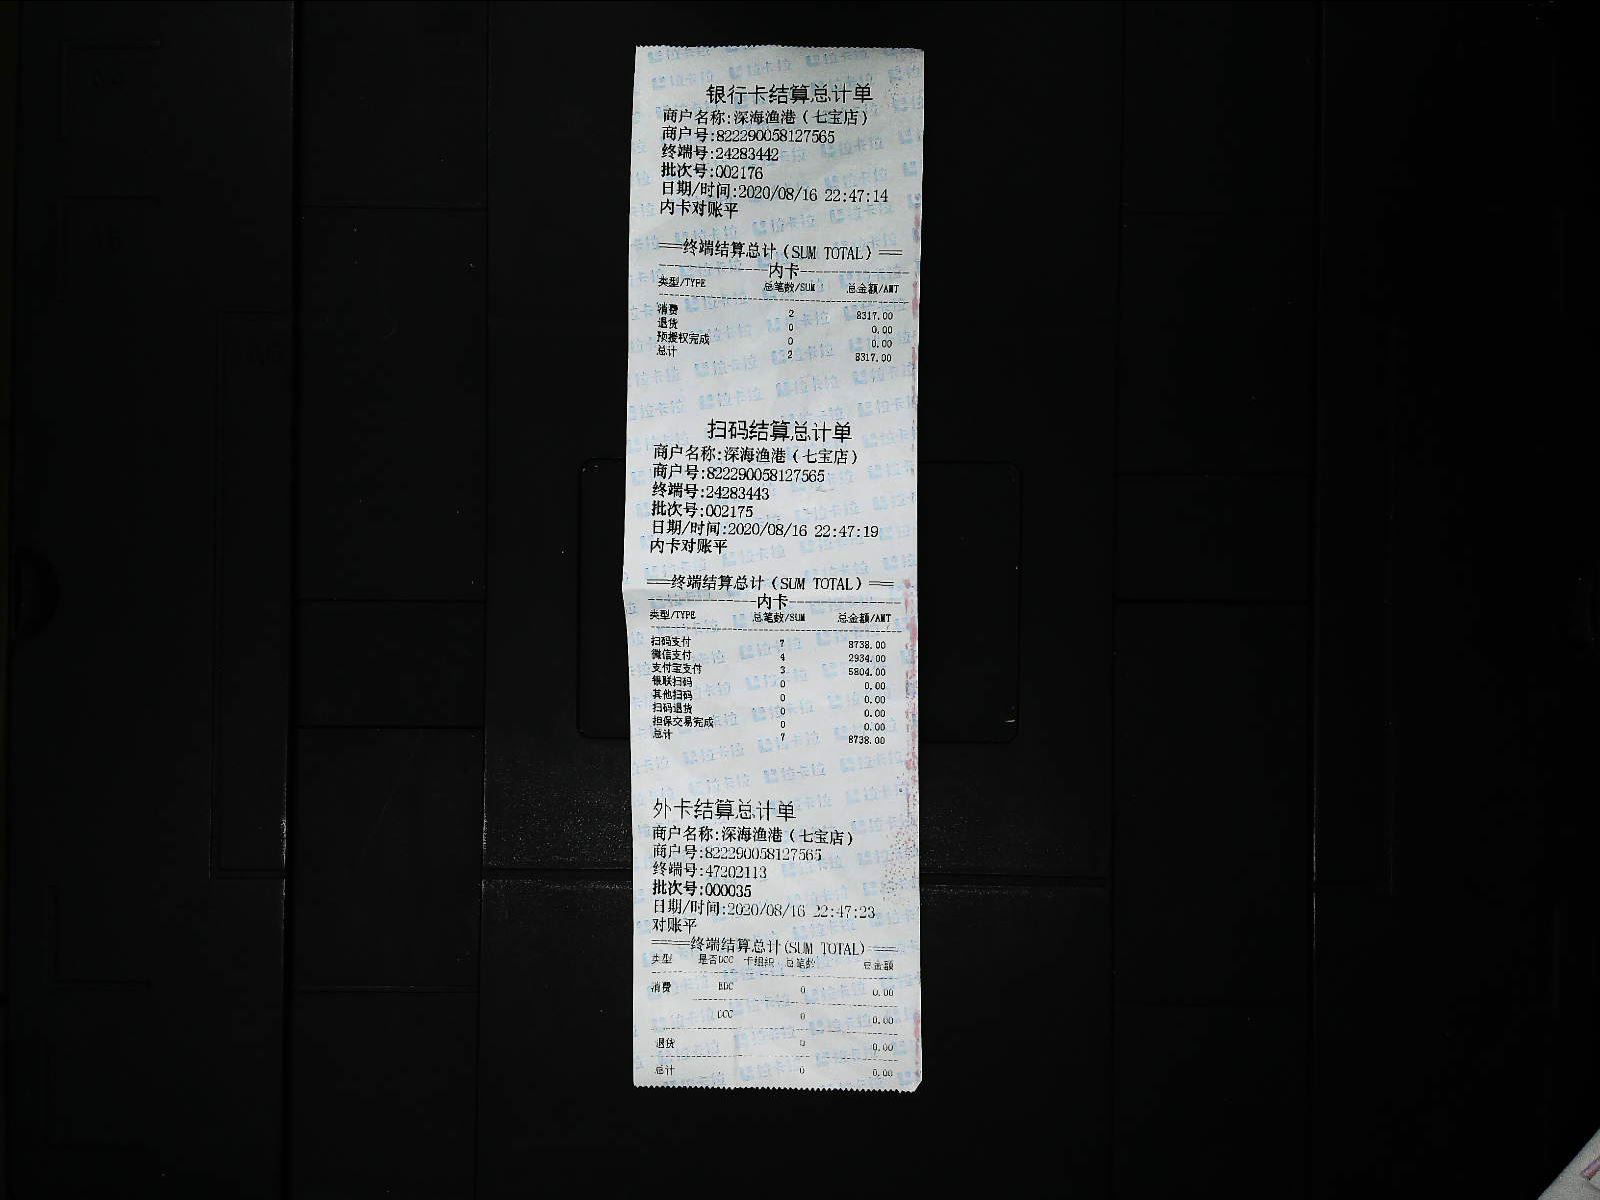 银行卡结算总计单
商户名称:深海渔港（七宝店）
商户号:822290058127565
终端号:24283442
批次号:002176
日期/时间:2020/08/16 22:47:14
内卡对账平
===终端结算总计(SUM TOTAL)===
内卡
类型/TYPE 总笔数/SUM 总金额/AMT
消费 2 8317.00
退货 0 0.00
预授权完成 0 0.00
总计 2 8317.00
扫码结算总计单
商户名称:深海渔港（七宝店）
商户号:822290058127565
终端号:24283443
批次号:002175
日期/时间:2020/08/16 22:47:19
内卡对账平
===终端结算总计(SUM TOTAL)===
内卡
类型/TYPE 总笔数/SUM 总金额/AMT
扫码支付 7 8738.00
微信支付 4 2934.00
支付宝支付 3 5804.00
银联扫码 0 0.00
其他扫码 0 0.00
扫码退货 0 0.00
担保交易完成 0 0.00
总计 7 8738.00
外卡结算总计单
商户名称:深海渔港（七宝店）
商户号:822290058127565
终端号:47202113
批次号:000035
日期/时间:2020/08/16 22:47:23
对账平
=====终端结算总计(SUM TOTAL)===
类型 是否DCC 卡组织 总笔数 总金额
消费 EDC 0 0.00
DCC 0 0.00
退货 0 0.00
总计 0 0.00
拉卡拉